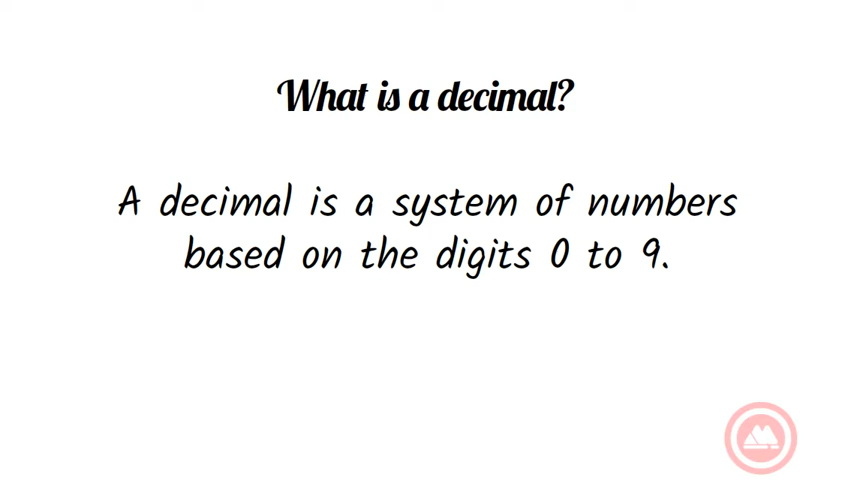 What is a decimal?
A decimal is a system of numbers
based on the digits 0 to 9.